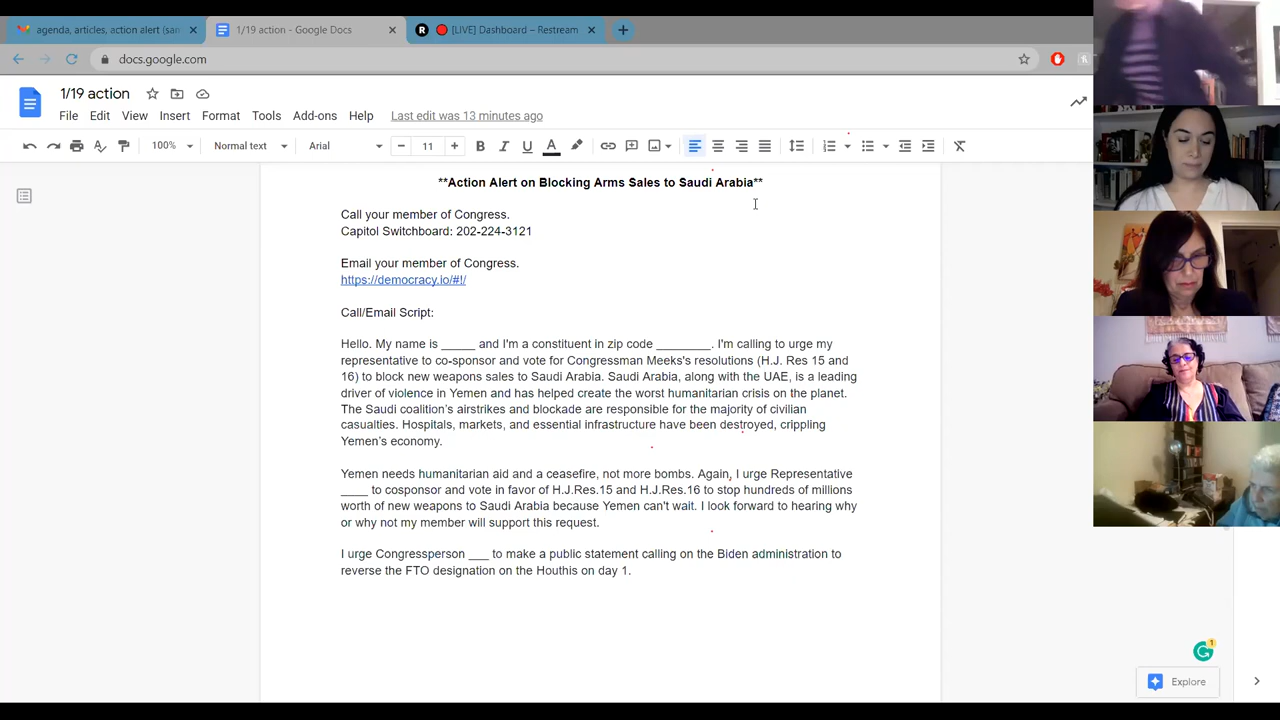 agenda, articles, action alert (san
1/19 action - Google Docs
[LIVE] Dashboard – Restream
docs.google.com
1/19 action
File Edit View Insert Format Tools Add-ons Help Last edit was 13 minutes ago
100% Normal text Arial 11 B I U A
**Action Alert on Blocking Arms Sales to Saudi Arabia**
Call your member of Congress.
Capitol Switchboard: 202-224-3121
Email your member of Congress.
https://democracy.io/#!/
Call/Email Script:
Hello. My name is _____ and I'm a constituent in zip code ________. I'm calling to urge my
representative to co-sponsor and vote for Congressman Meeks's resolutions (H.J. Res 15 and
16) to block new weapons sales to Saudi Arabia. Saudi Arabia, along with the UAE, is a leading
driver of violence in Yemen and has helped create the worst humanitarian crisis on the planet.
The Saudi coalition's airstrikes and blockade are responsible for the majority of civilian
casualties. Hospitals, markets, and essential infrastructure have been destroyed, crippling
Yemen's economy.
Yemen needs humanitarian aid and a ceasefire, not more bombs. Again, I urge Representative
____ to cosponsor and vote in favor of H.J.Res.15 and H.J.Res.16 to stop hundreds of millions
worth of new weapons to Saudi Arabia because Yemen can't wait. I look forward to hearing why
or why not my member will support this request.
I urge Congressperson ___ to make a public statement calling on the Biden administration to
reverse the FTO designation on the Houthis on day 1.
1
Explore